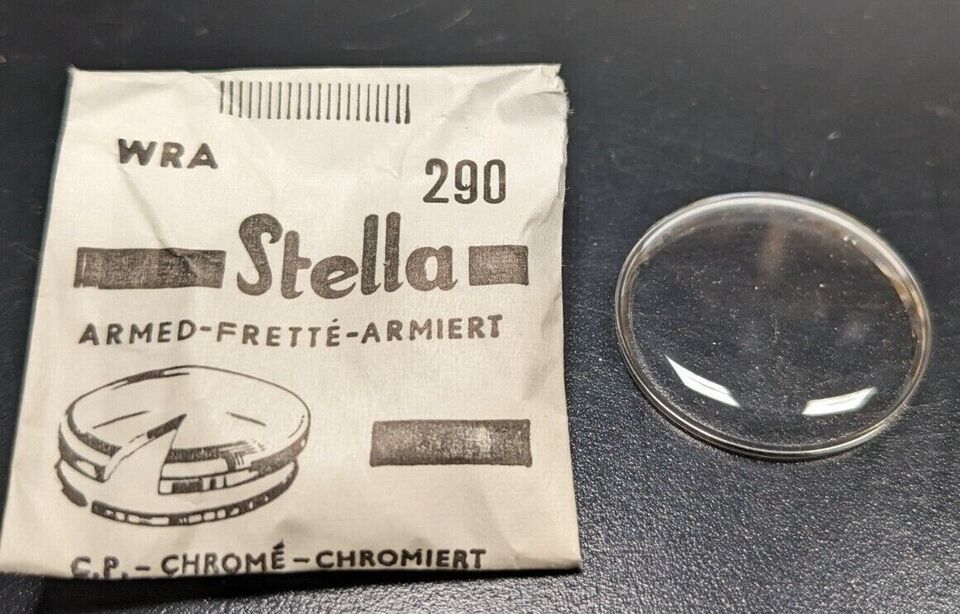 WRA
290
Stella
ARMED-FRETTÉ-ARMIERT
C.P. - CHROMÉ - CHROMIERT